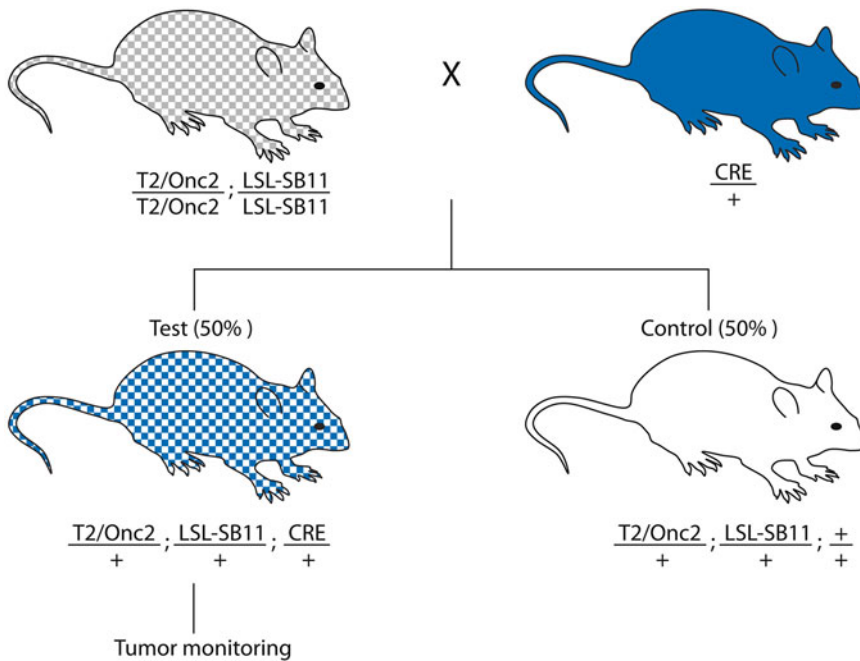 X
T2/Onc2 ; LSL-SB11
T2/Onc2 LSL-SB11
CRE
+
Test (50% )
Control (50%)
T2/Onc2 ; LSL-SB11 ; CRE
+ + +
T2/Onc2 ; LSL-SB11 ; +
+ + +
Tumor monitoring